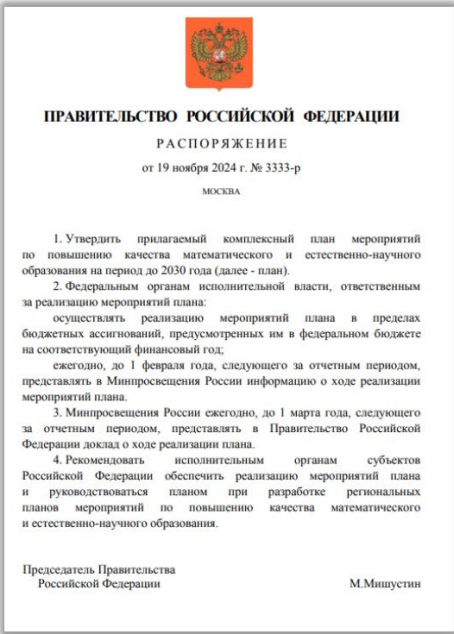 ПРАВИТЕЛЬСТВО РОССИЙСКОЙ ФЕДЕРАЦИИ
РАСПОРЯЖЕНИЕ
от 19 ноября 2024 г. № 3333-р
МОСКВА
1. Утвердить прилагаемый комплексный план мероприятий
по повышению качества математического и естественно-научного
образования на период до 2030 года (далее - план).
2. Федеральным органам исполнительной власти, ответственным
за реализацию мероприятий плана:
осуществлять реализацию мероприятий плана в пределах
бюджетных ассигнований, предусмотренных им в федеральном бюджете
на соответствующий финансовый год;
ежегодно, до 1 февраля года, следующего за отчетным периодом,
представлять в Минпросвещения России информацию о ходе реализации
мероприятий плана.
3. Минпросвещения России ежегодно, до 1 марта года, следующего
за отчетным периодом, представлять в Правительство Российской
Федерации доклад о ходе реализации плана.
4. Рекомендовать исполнительным органам субъектов
Российской Федерации обеспечить реализацию мероприятий плана
и руководствоваться планом при разработке региональных
планов мероприятий по повышению качества математического
и естественно-научного образования.
Председатель Правительства
Российской Федерации М.Мишустин